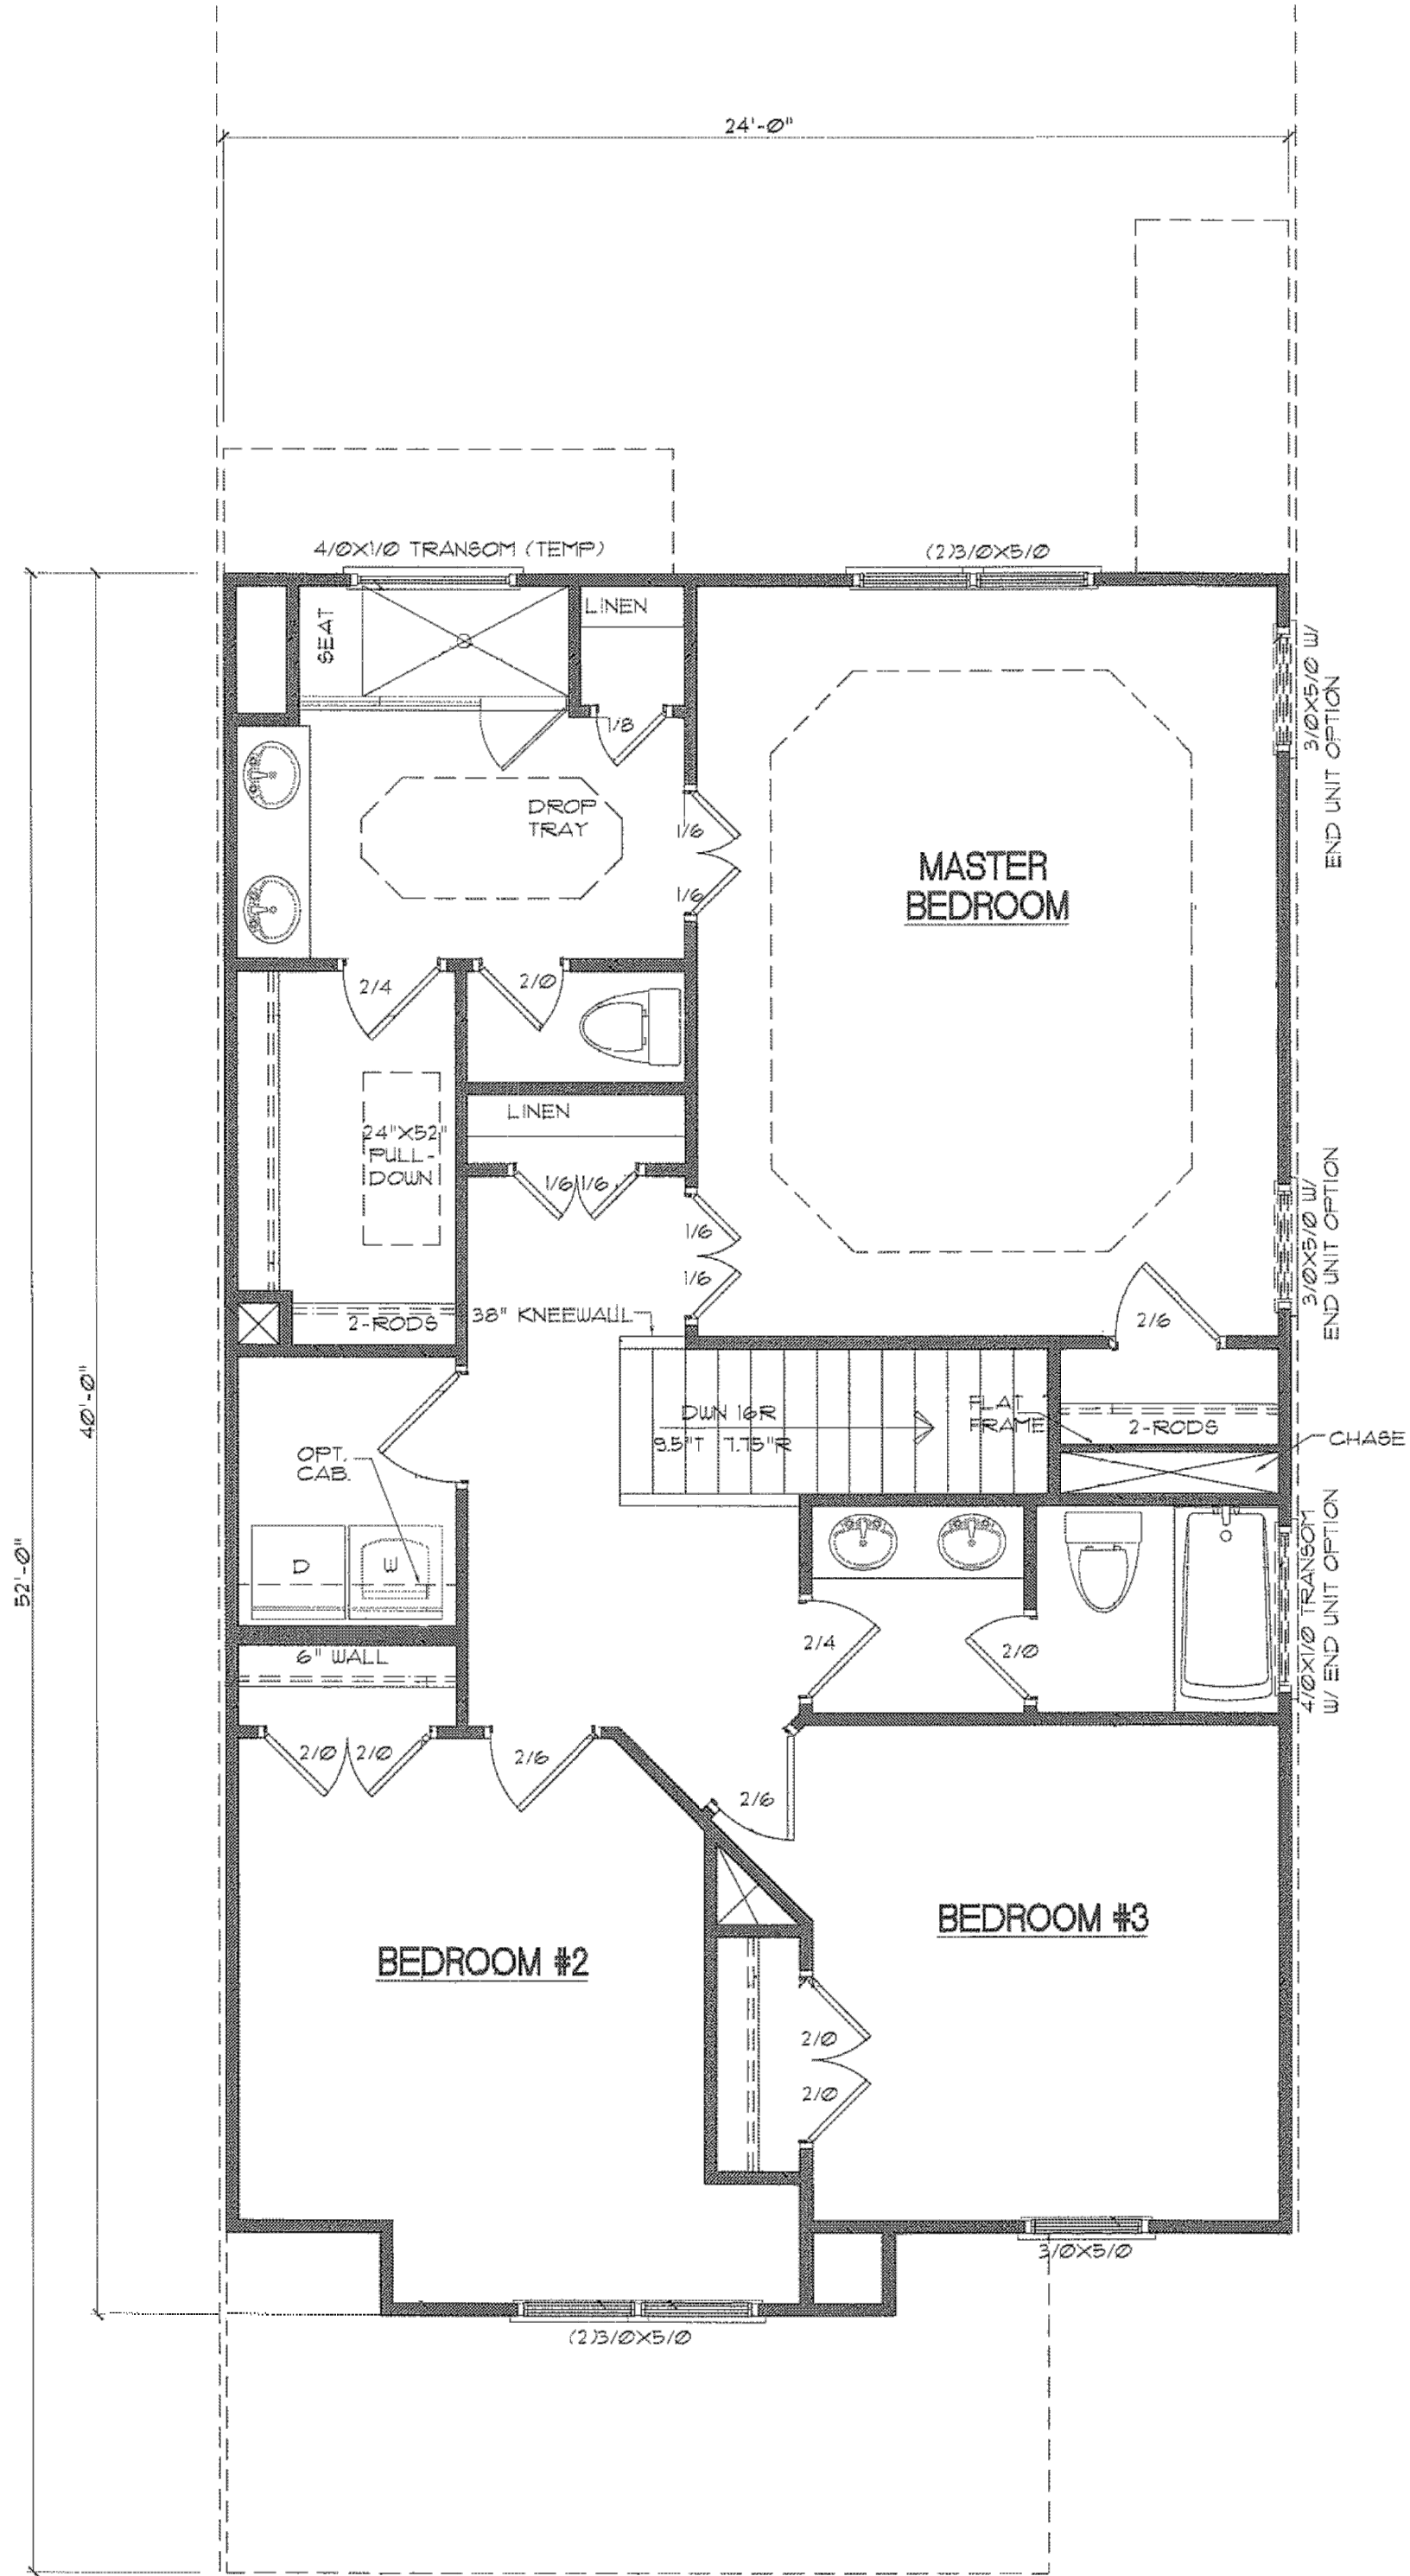 24'-0"
4/0X1/0 TRANSOM (TEMP)
(2)3/0X5/0
SEAT
LINEN
3/0X5/0 W/
END UNIT OPTION
1/8
DROP
TRAY
1/6
1/6
MASTER
BEDROOM
2/4
2/0
24"X52"
PULL-
DOWN
LINEN
1/6
1/6
1/6
1/6
3/0X5/0 W/
END UNIT OPTION
2-RODS
38" KNEEWALL
2/6
40'-0"
52'-0"
DWN 16R
9.5"T 7.75"R
FLAT
FRAME
2-RODS
CHASE
OPT.
CAB.
D
W
4/0X1/0 TRANSOM
W/ END UNIT OPTION
2/4
2/0
6" WALL
2/0
2/0
2/6
2/6
BEDROOM #2
BEDROOM #3
2/0
2/0
3/0X5/0
(2)3/0X5/0